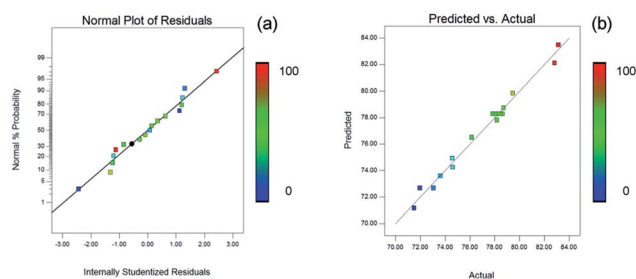 Normal Plot of Residuals
(a)
Normal % Probability
99
95
90
80
70
50
30
20
10
5
1
-3.00 -2.00 -1.00 0.00 1.00 2.00 3.00
Internally Studentized Residuals
100
0
Predicted vs. Actual
(b)
Predicted
84.00
82.00
80.00
78.00
76.00
74.00
72.00
70.00
70.00 72.00 74.00 76.00 78.00 80.00 82.00 84.00
Actual
100
0